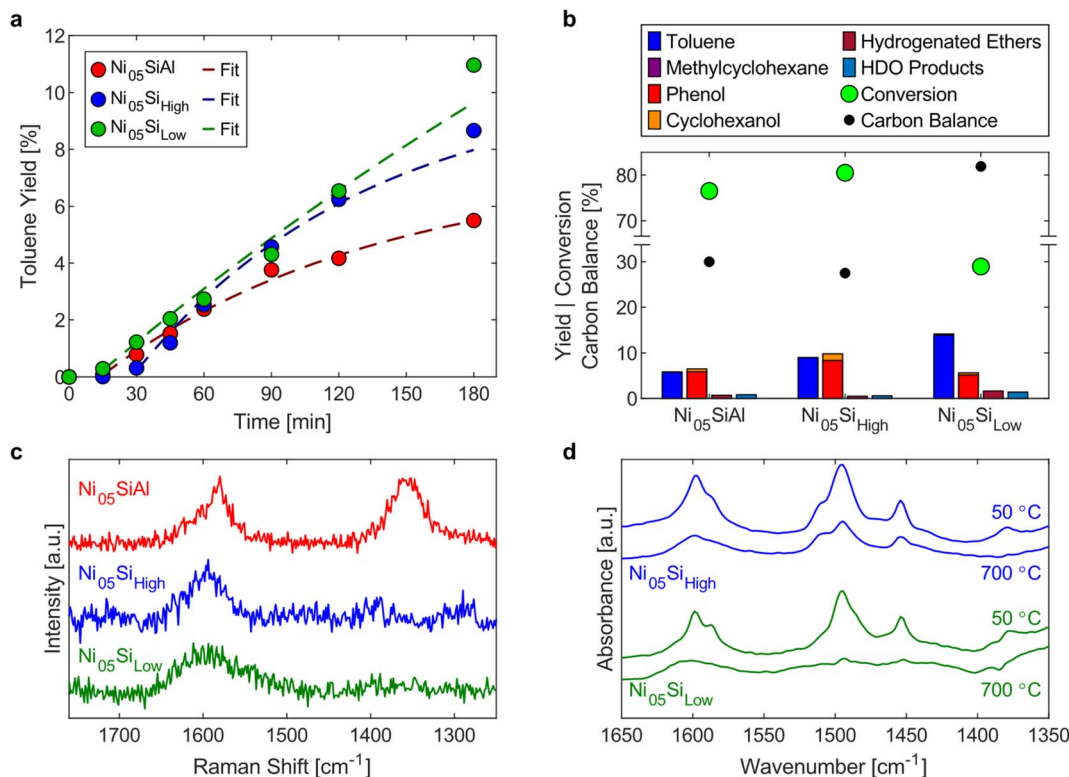 a
Toluene Yield [%]
12
10
8
6
4
2
0
Ni05SiAl
Fit
Ni05SiHigh
Fit
Ni05SiLow
Fit
0 30 60 90 120 150 180
Time [min]
b
Toluene
Methylcyclohexane
Phenol
Cyclohexanol
Hydrogenated Ethers
HDO Products
Conversion
Carbon Balance
Yield | Conversion
Carbon Balance [%]
80
70
30
20
10
0
Ni05SiAl Ni05SiHigh Ni05SiLow
c
Intensity [a.u.]
Ni05SiAl
Ni05SiHigh
Ni05SiLow
1700 1600 1500 1400 1300
Raman Shift [cm-1]
d
Absorbance [a.u.]
50 °C
Ni05SiHigh 700 °C
50 °C
Ni05SiLow 700 °C
1650 1600 1550 1500 1450 1400 1350
Wavenumber [cm-1]